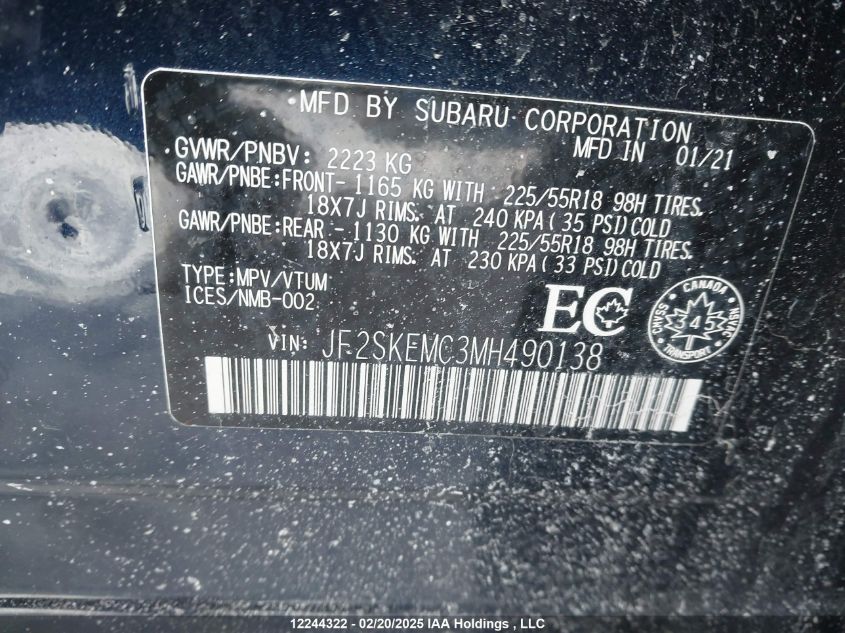 MFD BY SUBARU CORPORATION
GVWR/PNBV: 2223 KG MFD IN 01/21
GAWR/PNBE:FRONT- 1165 KG WITH 225/55R18 98H TIRES.
18X7J RIMS. AT 240 KPA(35 PSI)COLD
GAWR/PNBE:REAR - 1130 KG WITH 225/55R18 98H TIRES.
18X7J RIMS. AT 230 KPA(33 PSI)COLD
TYPE:MPV/VTUM
ICES/NMB-002
EC
CANADA
NSVAC
345
TRANSPORT
CMVSS
VIN: JF2SKEMC3MH490138
12244322 - 02/20/2025 IAA Holdings , LLC